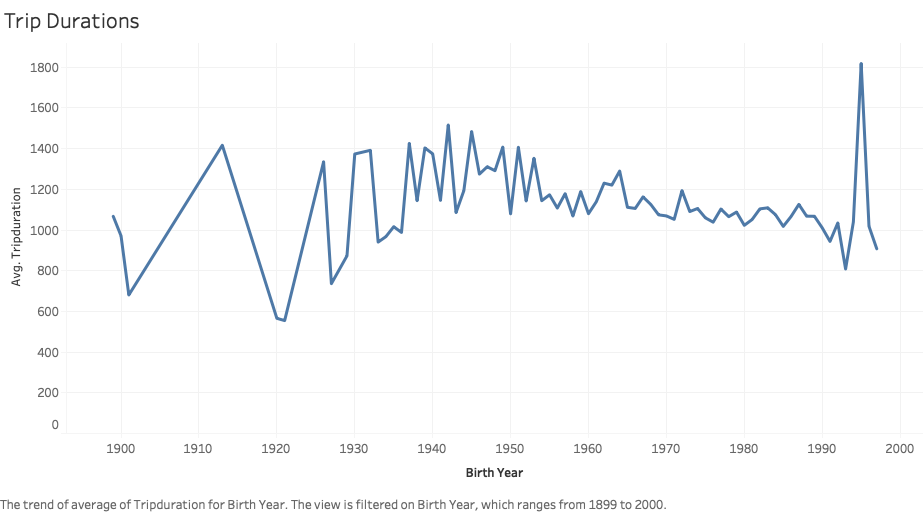 Trip Durations
1800
1600
1400
1200
1000
800
600
400
200
0
Avg. Tripduration
1900 1910 1920 1930 1940 1950 1960 1970 1980 1990 2000
Birth Year
The trend of average of Tripduration for Birth Year. The view is filtered on Birth Year, which ranges from 1899 to 2000.